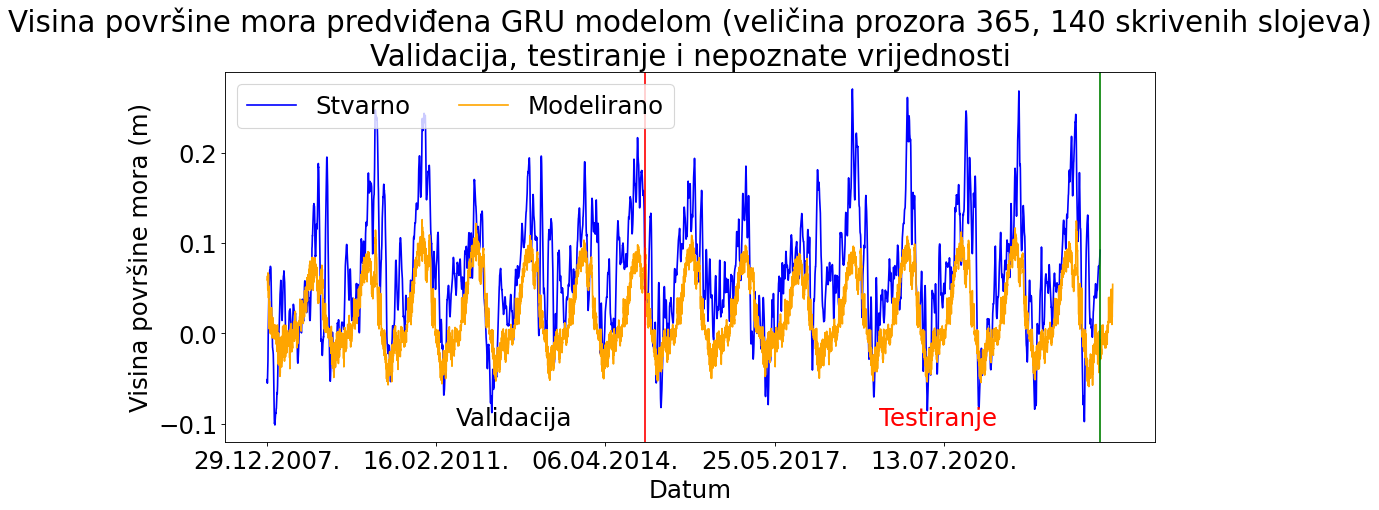 Visina površine mora predviđena GRU modelom (veličina prozora 365, 140 skrivenih slojeva)
Validacija, testiranje i nepoznate vrijednosti
Stvarno
Modelirano
Visina površine mora (m)
0.2
0.1
0.0
−0.1
Validacija
Testiranje
29.12.2007.
16.02.2011.
06.04.2014.
25.05.2017.
13.07.2020.
Datum